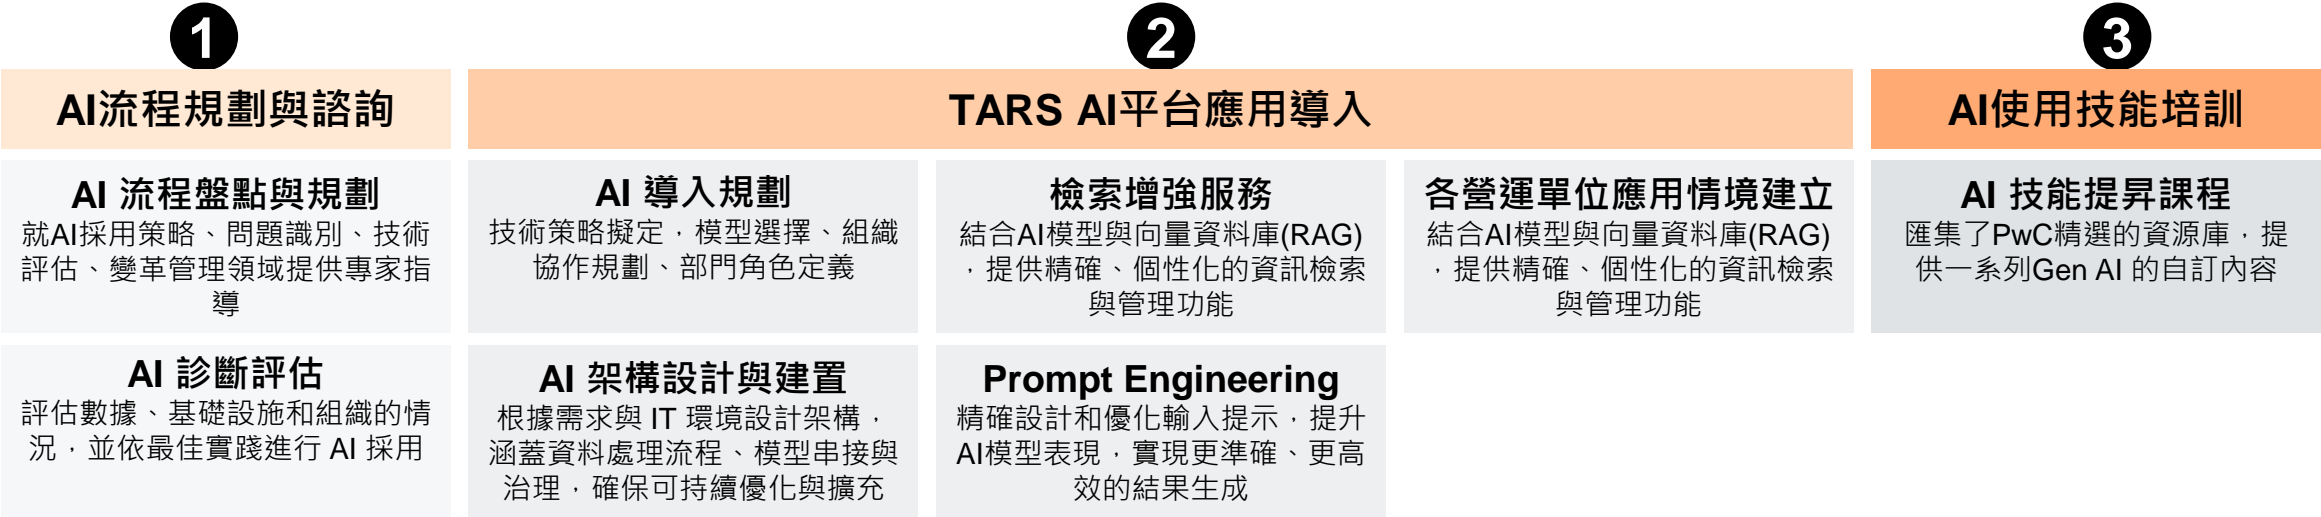 1
2
3
AI流程規劃與諮詢
TARS AI平台應用導入
AI使用技能培訓
AI 流程盤點與規劃
就AI採用策略、問題識別、技術
評估、變革管理領域提供專家指
導
AI 導入規劃
技術策略擬定，模型選擇、組織
協作規劃、部門角色定義
檢索增強服務
結合AI模型與向量資料庫(RAG)
，提供精確、個性化的資訊檢索
與管理功能
各營運單位應用情境建立
結合AI模型與向量資料庫(RAG)
，提供精確、個性化的資訊檢索
與管理功能
AI 技能提昇課程
匯集了PwC精選的資源庫，提
供一系列Gen AI 的自訂內容
AI 診斷評估
評估數據、基礎設施和組織的情
況，並依最佳實踐進行 AI 採用
AI 架構設計與建置
根據需求與 IT 環境設計架構，
涵蓋資料處理流程、模型串接與
治理，確保可持續優化與擴充
Prompt Engineering
精確設計和優化輸入提示，提升
AI模型表現，實現更準確、更高
效的結果生成